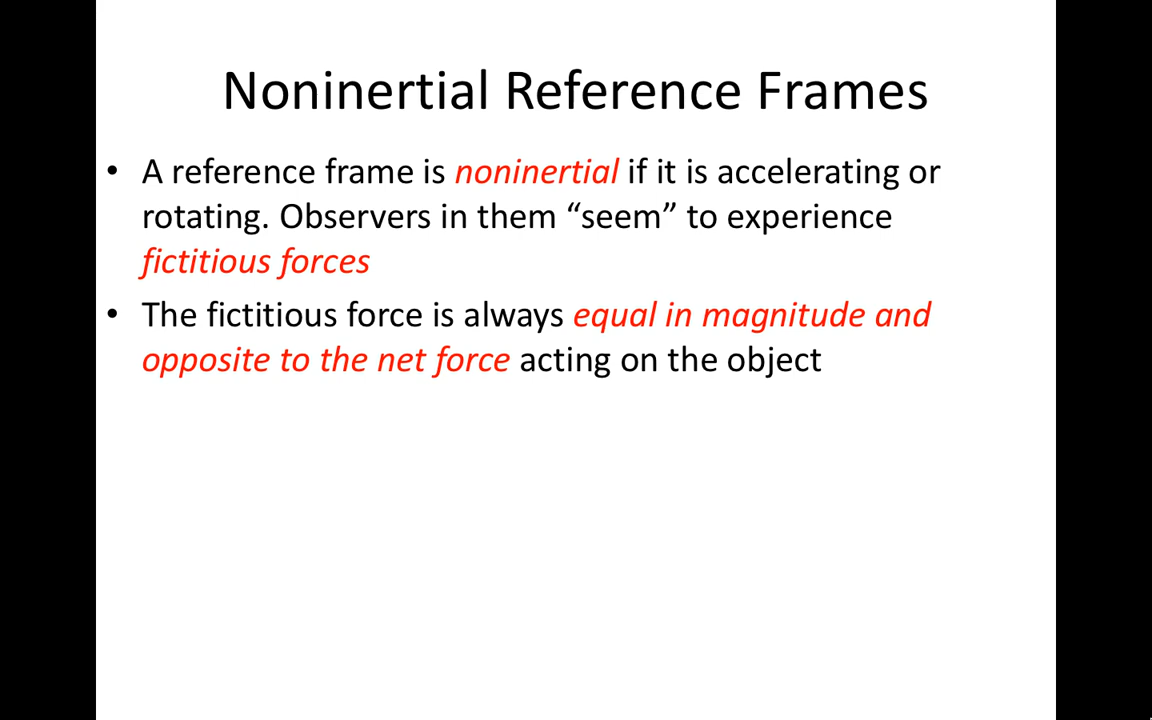 Noninertial Reference Frames
• A reference frame is noninertial if it is accelerating or
rotating. Observers in them “seem” to experience
fictitious forces
• The fictitious force is always equal in magnitude and
opposite to the net force acting on the object